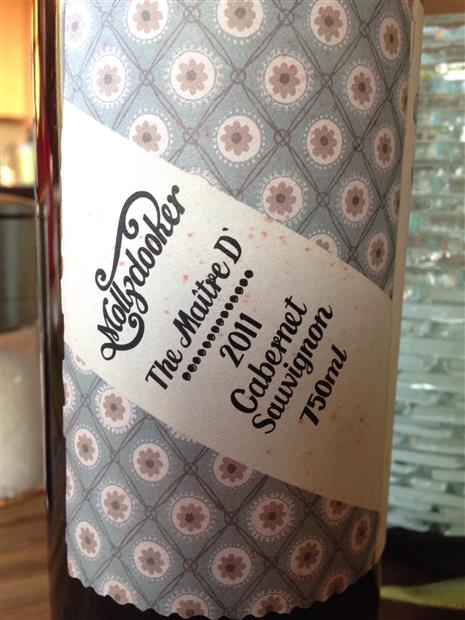 Mollydooker
The Maitre D'
2011
Cabernet
Sauvignon
750ml